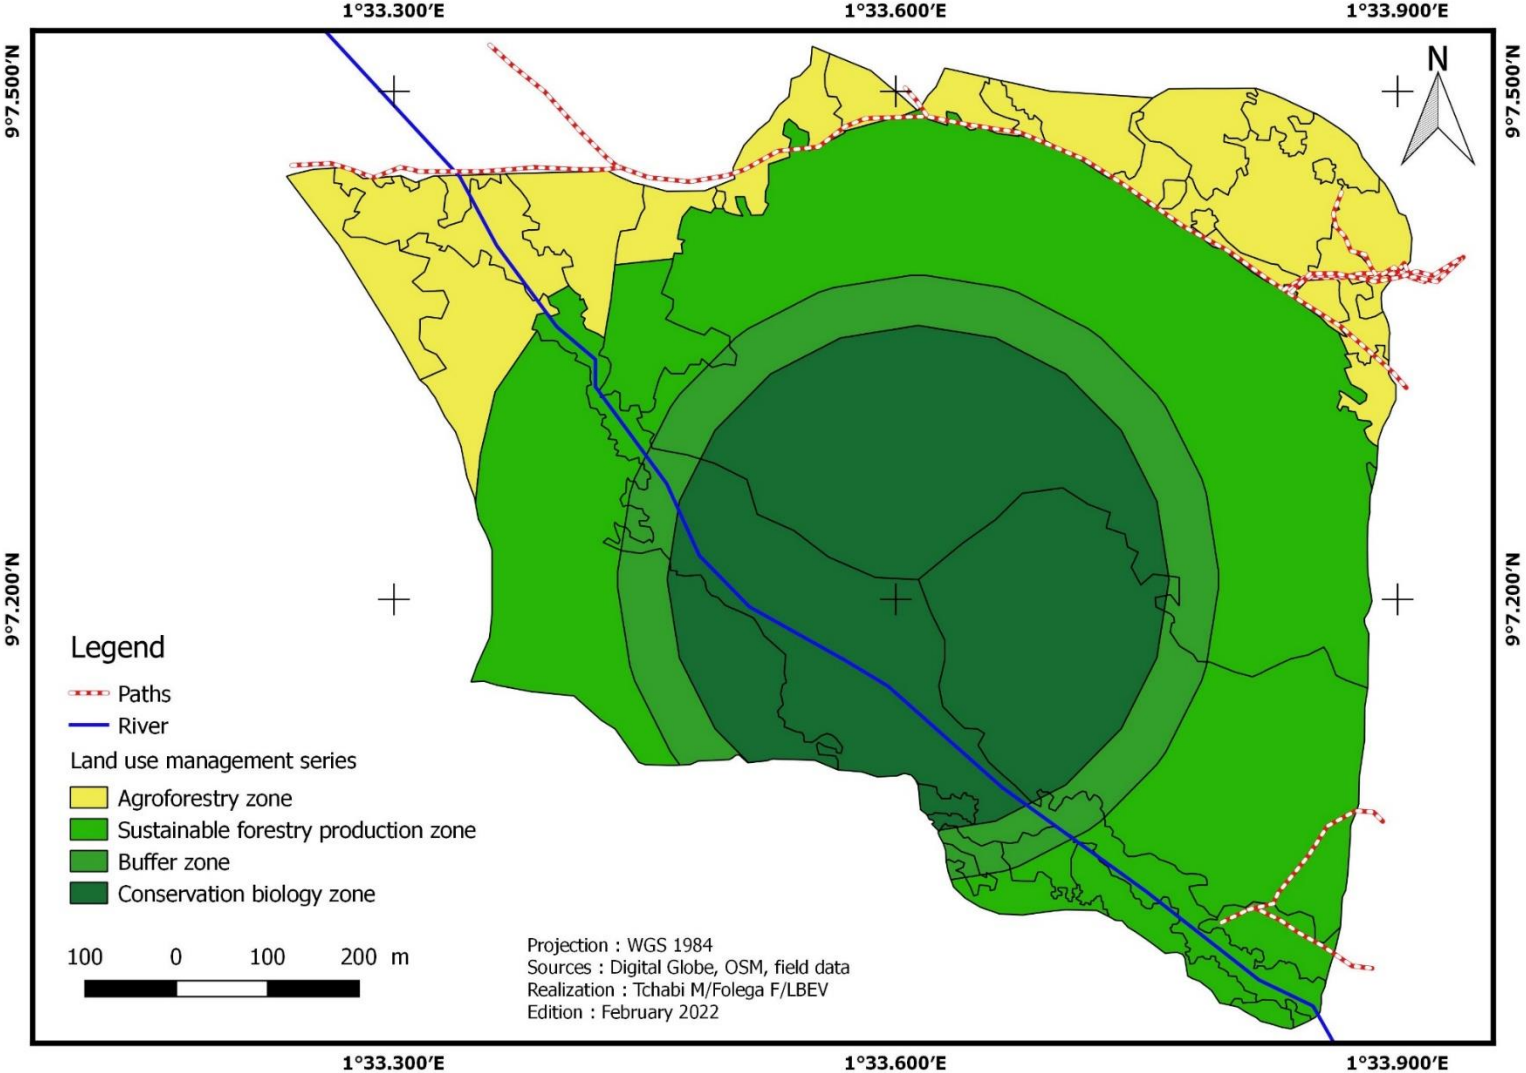 1°33.300′E 1°33.600′E 1°33.900′E
9°7.500′N 9°7.500′N
N
9°7.200′N 9°7.200′N
Legend
Paths
River
Land use management series
Agroforestry zone
Sustainable forestry production zone
Buffer zone
Conservation biology zone
100 0 100 200 m
Projection : WGS 1984
Sources : Digital Globe, OSM, field data
Realization : Tchabi M/Folega F/LBEV
Edition : February 2022
1°33.300′E 1°33.600′E 1°33.900′E